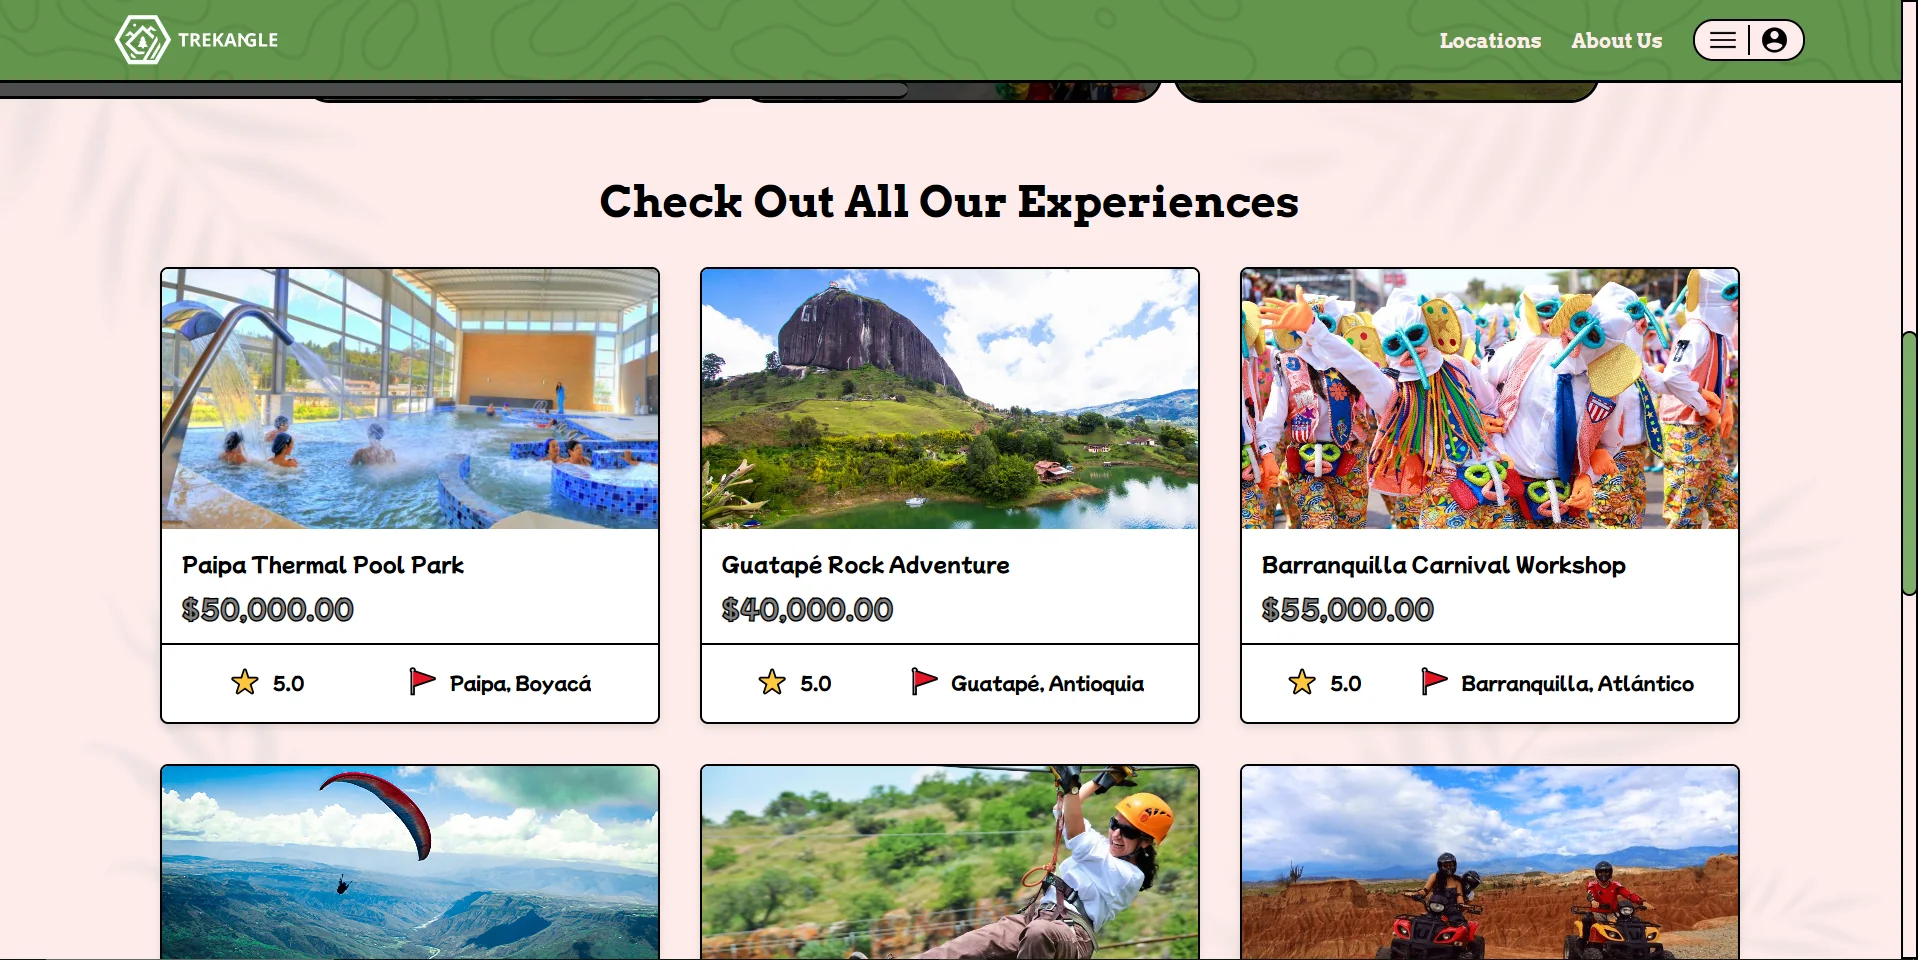 TREKANGLE
Locations
About Us
Check Out All Our Experiences
Paipa Thermal Pool Park
$50,000.00
5.0
Paipa, Boyacá
Guatapé Rock Adventure
$40,000.00
5.0
Guatapé, Antioquia
Barranquilla Carnival Workshop
$55,000.00
5.0
Barranquilla, Atlántico